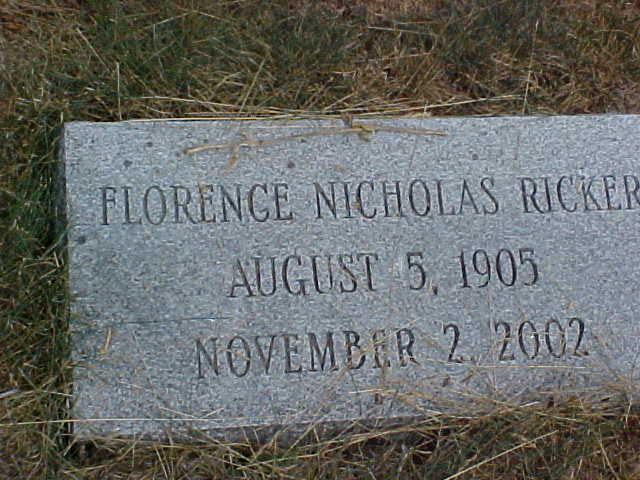 FLORENCE NICHOLAS RICKER
AUGUST 5, 1905
NOVEMBER 2, 2002